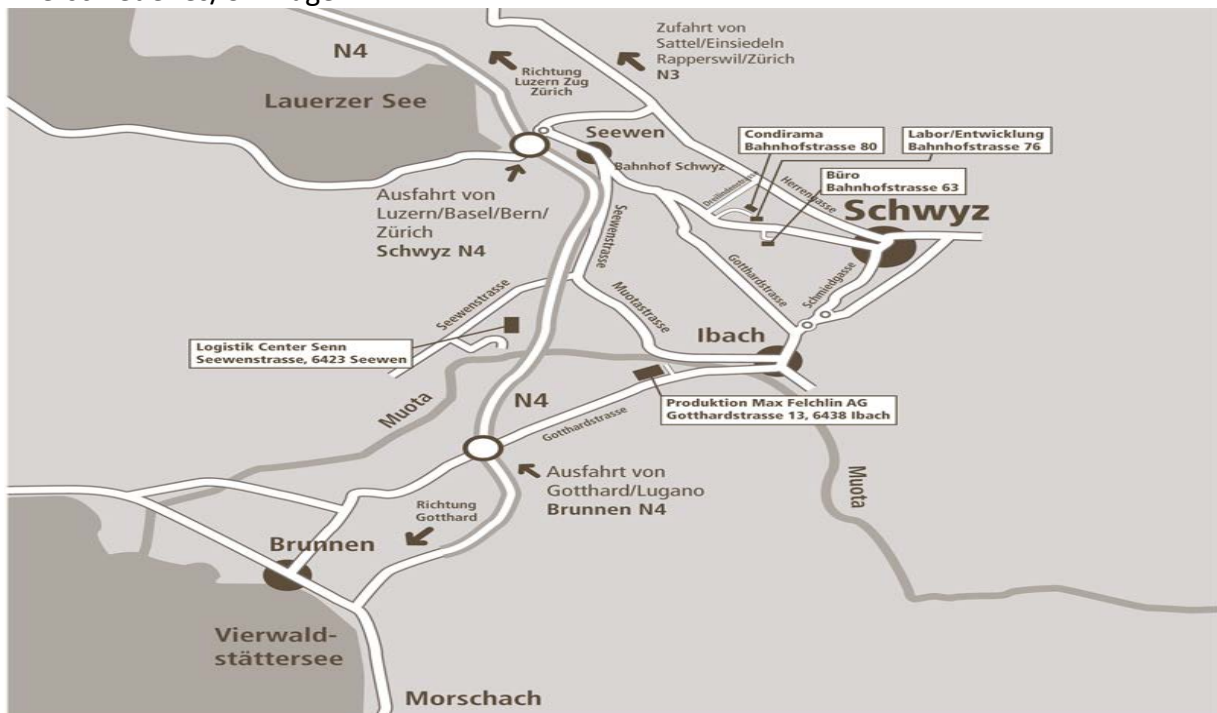 N4
Richtung
Luzern Zug
Zürich
Zufahrt von
Sattel/Einsiedeln
Rapperswil/Zürich
N3
Lauerzer See
Seewen
Bahnhof Schwyz
Condirama
Bahnhofstrasse 80
Labor/Entwicklung
Bahnhofstrasse 76
Büro
Bahnhofstrasse 63
Dreilindenstrasse
Herrengasse
Schwyz
Ausfahrt von
Luzern/Basel/Bern/
Zürich
Schwyz N4
Seewenstrasse
Gotthardstrasse
Schmiedgasse
Seewenstrasse
Muotastrasse
Ibach
Logistik Center Senn
Seewenstrasse, 6423 Seewen
Muota
N4
Gotthardstrasse
Produktion Max Felchlin AG
Gotthardstrasse 13, 6438 Ibach
Ausfahrt von
Gotthard/Lugano
Brunnen N4
Muota
Richtung
Gotthard
Brunnen
Vierwald-
stättersee
Morschach